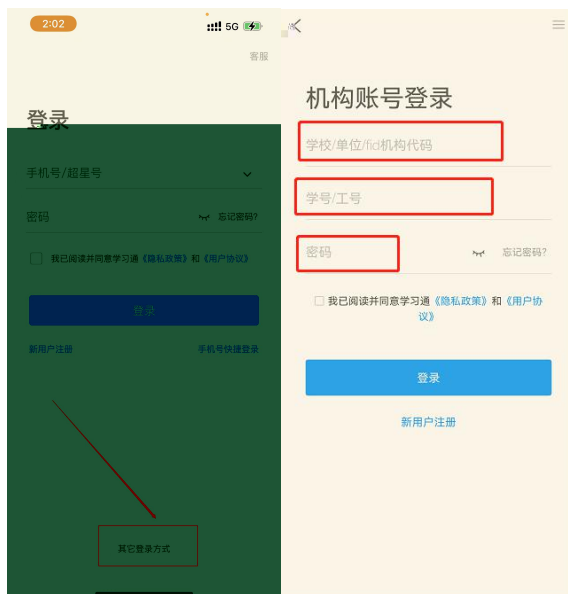 2:02
5G
客服
登录
手机号/超星号
密码
忘记密码?
我已阅读并同意学习通《隐私政策》和《用户协议》
登录
新用户注册
手机号快捷登录
其它登录方式
机构账号登录
学校/单位/fid机构代码
学号/工号
密码
忘记密码?
我已阅读并同意学习通《隐私政策》和《用户协
议》
登录
新用户注册